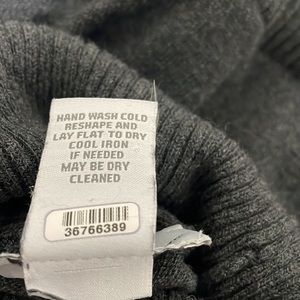 HAND WASH COLD
RESHAPE AND
LAY FLAT TO DRY
COOL IRON
IF NEEDED
MAY BE DRY
CLEANED
36766389